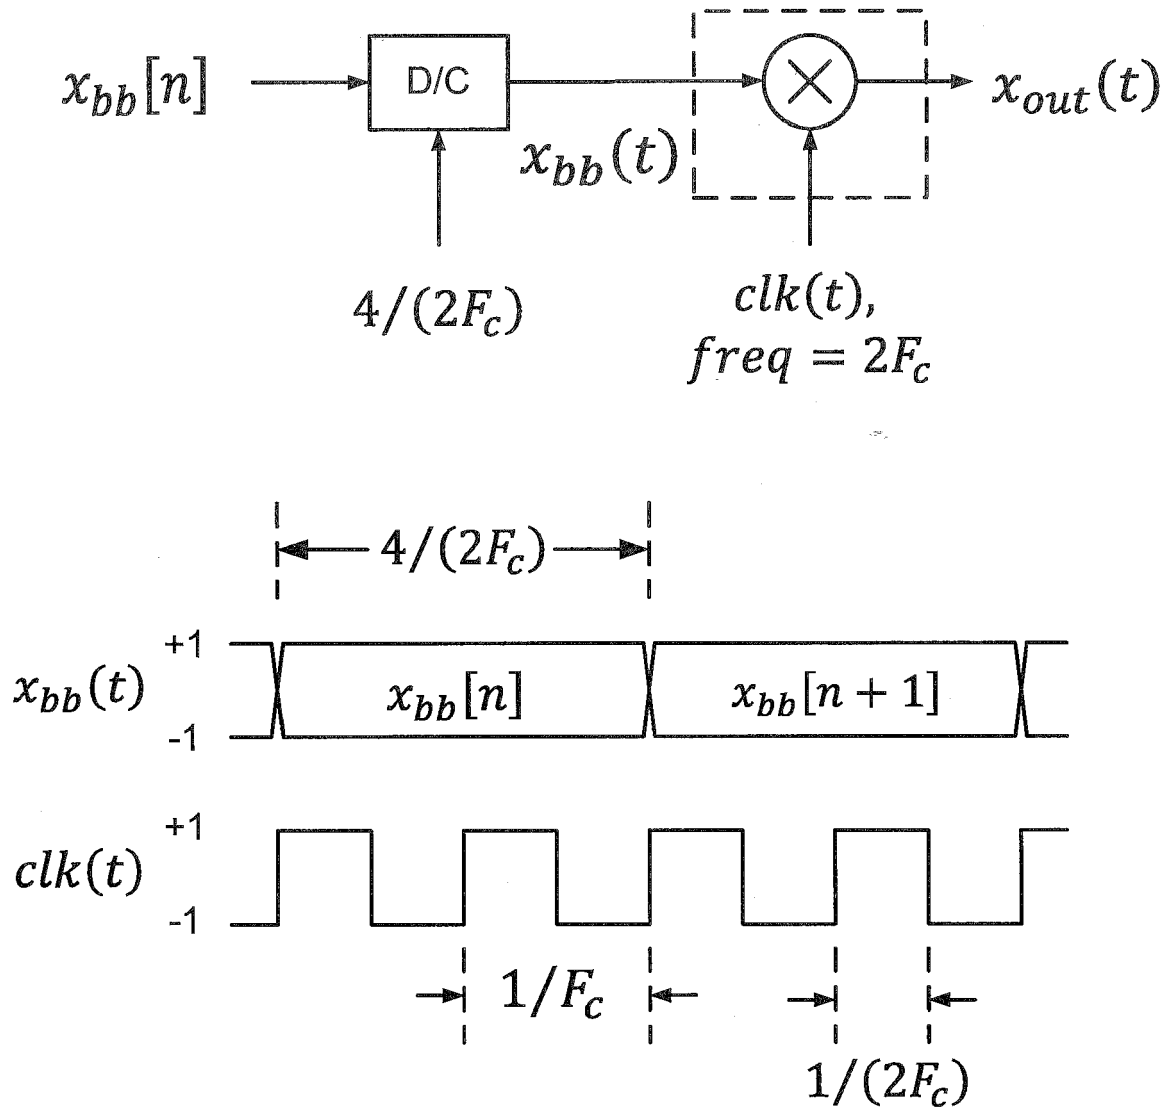 x_bb[n]
D/C
x_bb(t)
x_out(t)
4/(2F_c)
clk(t),
freq = 2F_c
4/(2F_c)
+1
x_bb(t)
x_bb[n]
x_bb[n + 1]
-1
+1
clk(t)
-1
1/F_c
1/(2F_c)